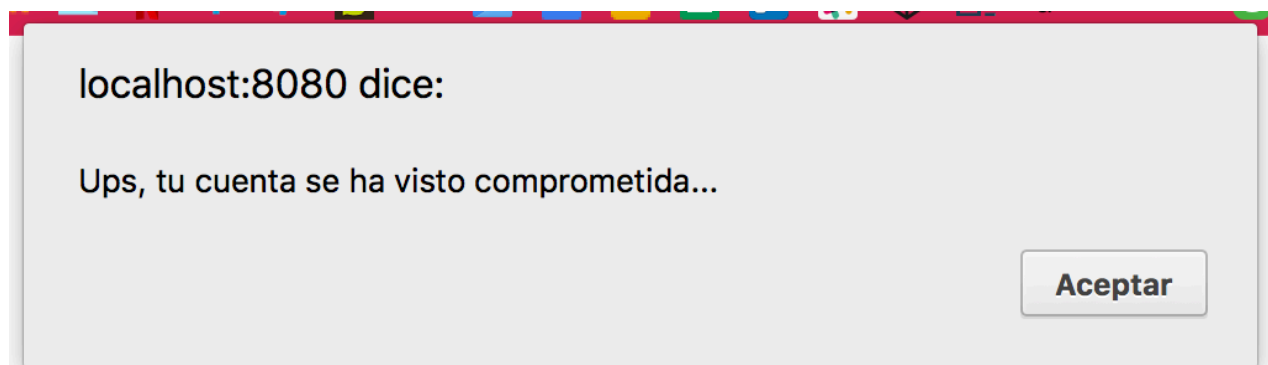 localhost:8080 dice:
Ups, tu cuenta se ha visto comprometida...
Aceptar